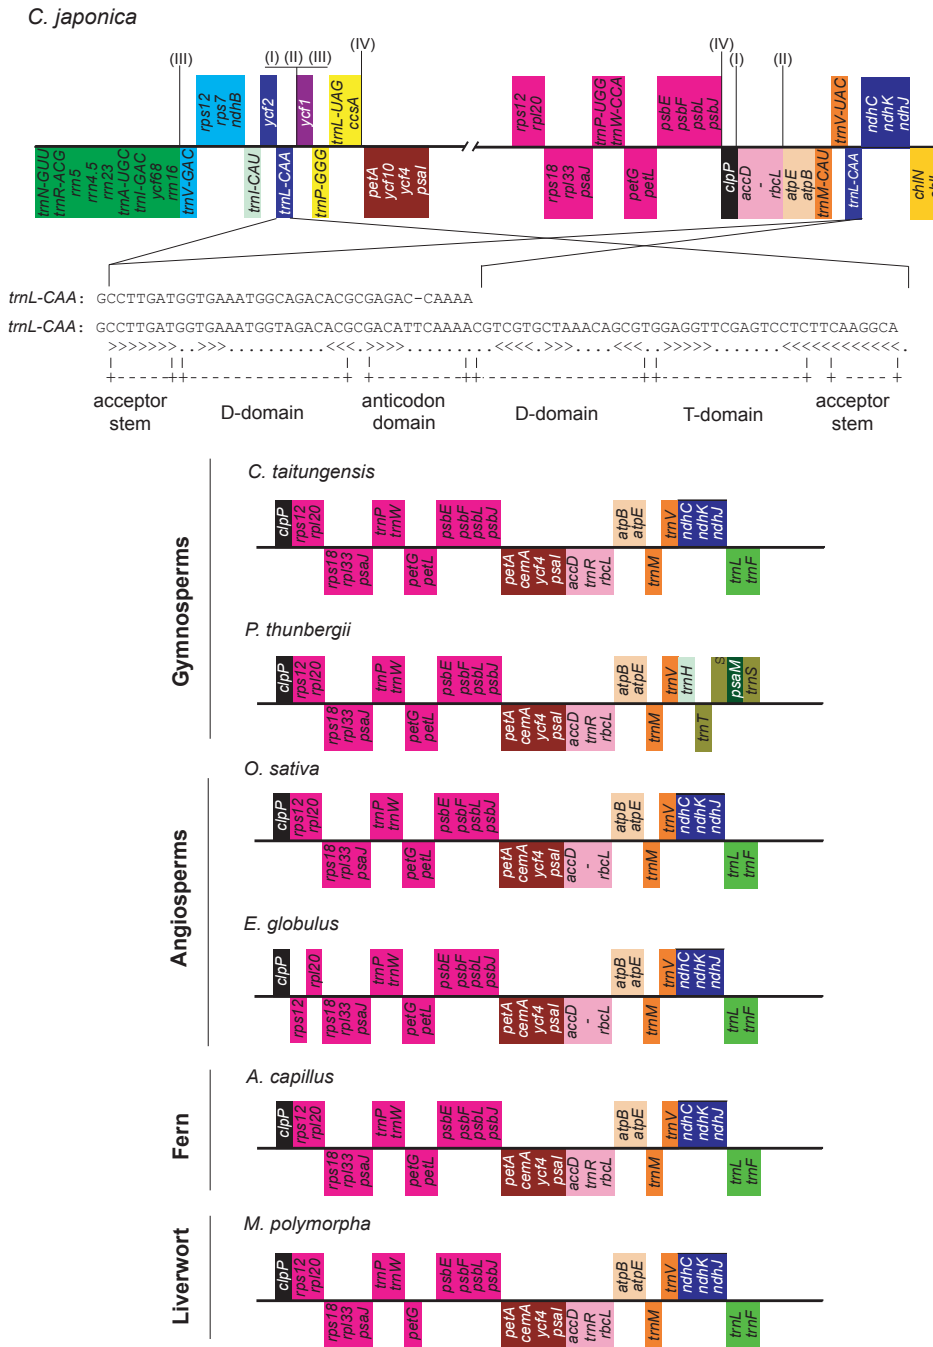 C. japonica
(III) (I) (II) (III) (IV) (IV) (I) (II)
rps12 rps7 ndhB ycf2 ycf1 trnL-UAG ccsA rps12 rpl20 trnP-UGG trnW-CCA psbE psbF psbL psbJ trnV-UAC ndhC ndhK ndhJ
trnN-GUU trnR-ACG rrn5 rrn4.5 rrn23 trnA-UGC trnI-GAC ycf68 rrn16 trnV-GAC trnI-CAU trnL-CAA trnP-GGG petA ycf10 ycf4 psaI rps18 rpl33 psaJ petG petL clpP accD - rbcL atpE atpB trnM-CAU trnL-CAA chlN
trnL-CAA: GCCTTGATGGTGAAATGGCAGACACGCGAGAC-CAAAA
trnL-CAA: GCCTTGATGGTGAAATGGTAGACACGCGACATTCAAAACGTCGTGCTAAACAGCGTGGAGGTTCGAGTCCTCTTCAAGGCA
>>>>>>>..>>>..........<<<.>>>>.........<<<<.>>>.......<<<..>>>>>.......<<<<<<<<<<<<.
acceptor stem D-domain anticodon domain D-domain T-domain acceptor stem
Gymnosperms
C. taitungensis
clpP rps12 rpl20 trnP trnW psbE psbF psbL psbJ atpB atpE trnV ndhC ndhK ndhJ
rps18 rpl33 psaJ petG petL petA cemA ycf4 psaI accD trnR rbcL trnM trnL trnF
P. thunbergii
clpP rps12 rpl20 trnP trnW psbE psbF psbL psbJ atpB atpE trnV trnH S psaM trnS
rps18 rpl33 psaJ petG petL petA cemA ycf4 psaI accD trnR rbcL trnM trnT
Angiosperms
O. sativa
clpP rps12 rpl20 trnP trnW psbE psbF psbL psbJ atpB atpE trnV ndhC ndhK ndhJ
rps18 rpl33 psaJ petG petL petA cemA ycf4 psaI accD - rbcL trnM trnL trnF
E. globulus
clpP rpl20 trnP trnW psbE psbF psbL psbJ atpB atpE trnV ndhC ndhK ndhJ
rps12 rps18 rpl33 psaJ petG petL petA cemA ycf4 psaI accD - rbcL trnM trnL trnF
Fern
A. capillus
clpP rps12 rpl20 trnP trnW psbE psbF psbL psbJ atpB atpE trnV ndhC ndhK ndhJ
rps18 rpl33 psaJ petG petL petA cemA ycf4 psaI accD trnR rbcL trnM trnL trnF
Liverwort
M. polymorpha
clpP rps12 rpl20 trnP trnW psbE psbF psbL psbJ atpB atpE trnV ndhC ndhK ndhJ
rps18 rpl33 psaJ petG petA cemA ycf4 psaI accD trnR rbcL trnM trnL trnF